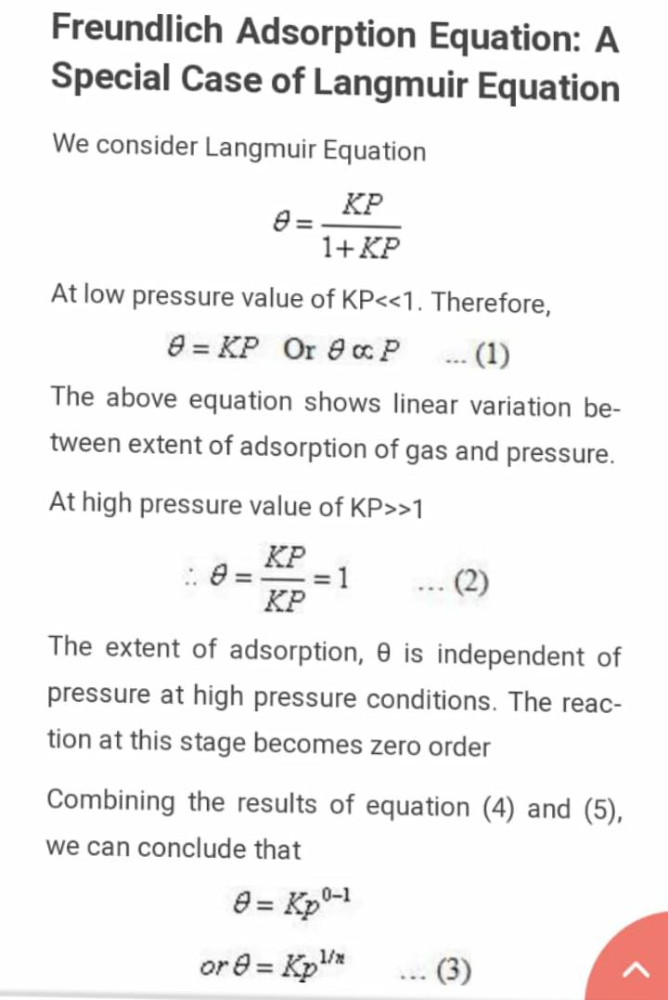 Freundlich Adsorption Equation: A
Special Case of Langmuir Equation
We consider Langmuir Equation
θ = KP / 1+KP
At low pressure value of KP<<1. Therefore,
θ = KP Or θ ∝ P ... (1)
The above equation shows linear variation be-
tween extent of adsorption of gas and pressure.
At high pressure value of KP>>1
∴ θ = KP / KP = 1 ... (2)
The extent of adsorption, θ is independent of
pressure at high pressure conditions. The reac-
tion at this stage becomes zero order
Combining the results of equation (4) and (5),
we can conclude that
θ = Kp^0-1
or θ = Kp^1/n ... (3)